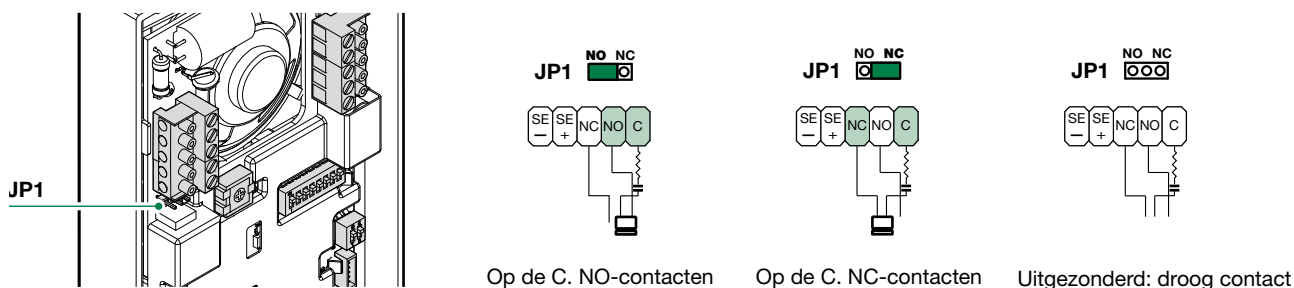 JP1
NO NC
JP1
SE – SE + NC NO C
Op de C. NO-contacten
NO NC
JP1
SE – SE + NC NO C
Op de C. NC-contacten
NO NC
JP1
SE – SE + NC NO C
Uitgezonderd: droog contact